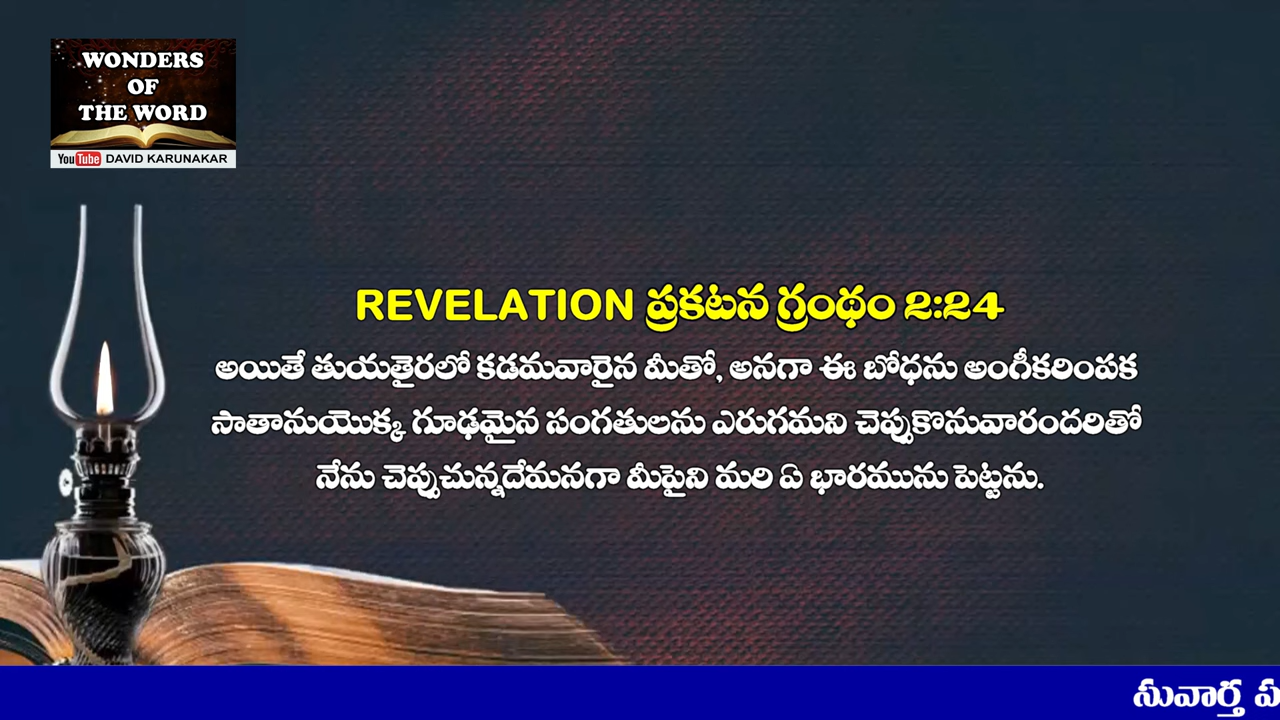 WONDERS
OF
THE WORD
YouTube DAVID KARUNAKAR
REVELATION ప్రకటన గ్రంథం 2:24
అయితే తుయతైరలో కడమవారైన మీతో, అనగా ఈ బోధను అంగీకరింపక
సాతానుయొక్క గూఢమైన సంగతులను ఎరుగమని చెప్పుకొనువారందరితో
నేను చెప్పుచున్నదేమనగా మీపైని మరి ఏ భారమును పెట్టను.
సువార్త